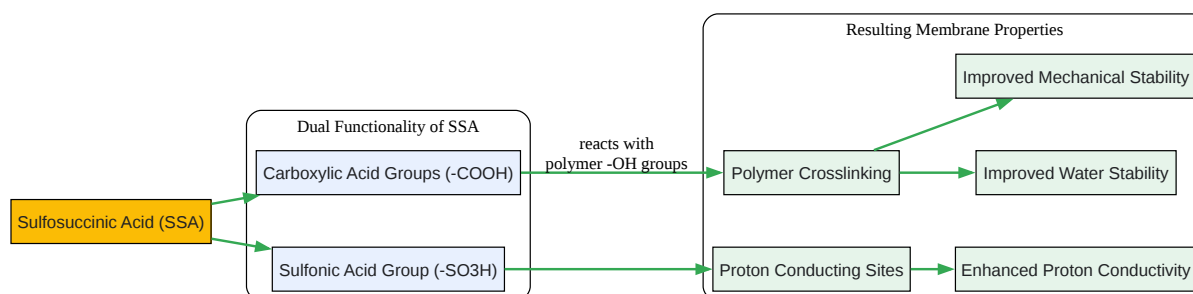 Resulting Membrane Properties
Improved Mechanical Stability
Dual Functionality of SSA
reacts with
polymer -OH groups
Carboxylic Acid Groups (-COOH)
Polymer Crosslinking
Improved Water Stability
Sulfosuccinic Acid (SSA)
Sulfonic Acid Group (-SO3H)
Proton Conducting Sites
Enhanced Proton Conductivity